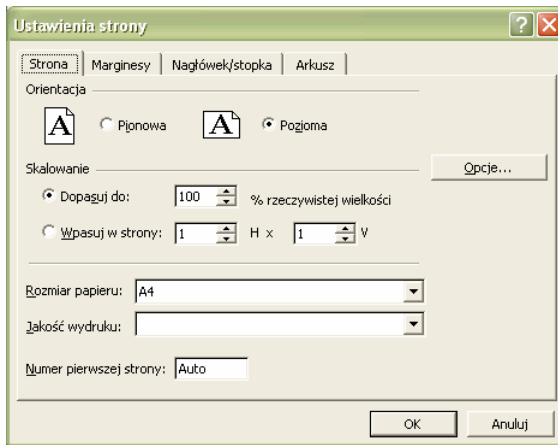 Ustawienia strony
Strona Marginesy Nagłówek/stopka Arkusz
Orientacja
A Pionowa A Pozioma
Skalowanie
Opcje...
Dopasuj do: 100 % rzeczywistej wielkości
Wpasuj w strony: 1 H x 1 V
Rozmiar papieru: A4
Jakość wydruku:
Numer pierwszej strony: Auto
OK Anuluj